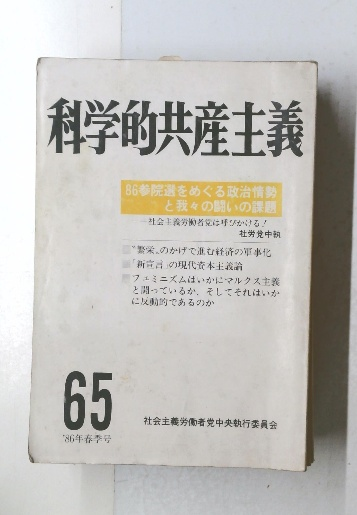 科学的共産主義
86参院選をめぐる政治情勢
と我々の闘いの課題
―社会主義労働者党は呼びかける!
社労党中執
“繁栄”のかげで進む経済の軍事化
『新宣言』の現代資本主義論
フェミニズムはいかにマルクス主義
と闘っているか、そしてそれはいか
に反動的であるのか
65
'86年春季号
社会主義労働者党中央執行委員会